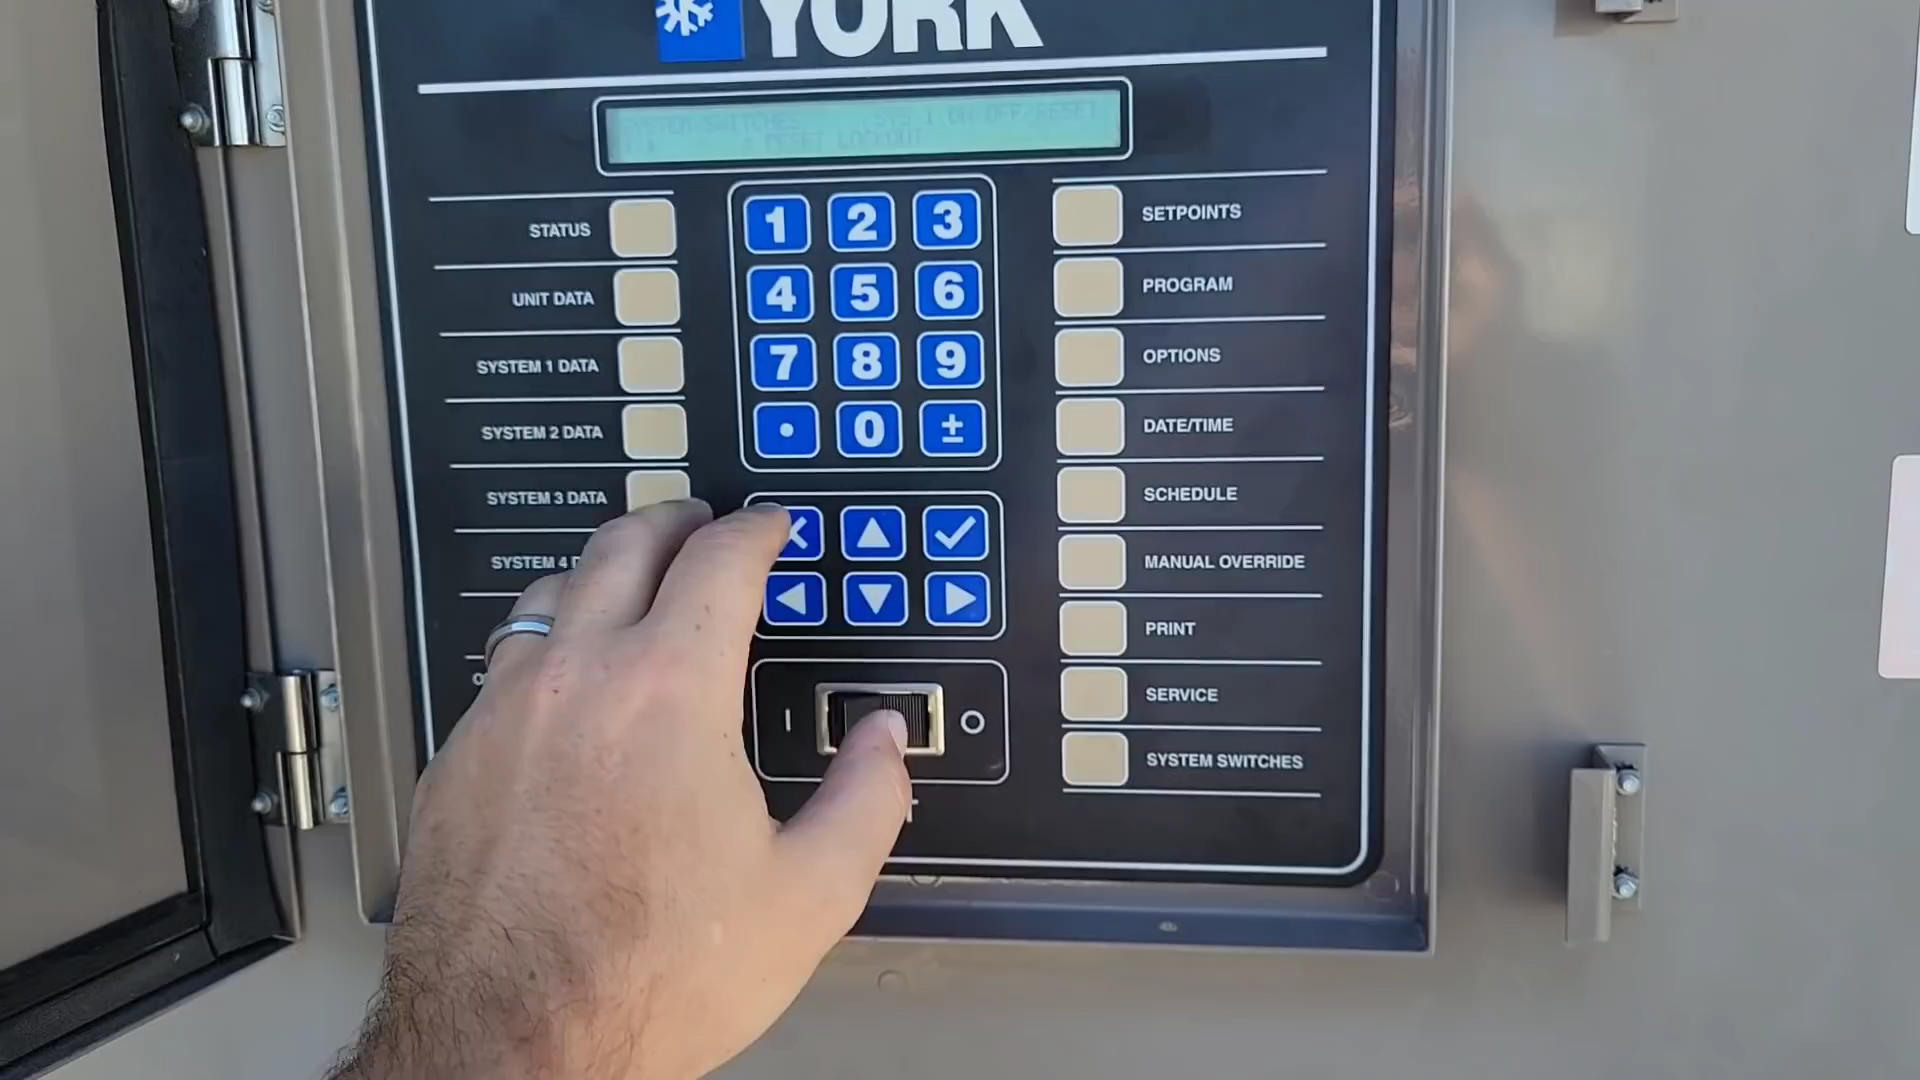 YORK
SYSTEM SWITCHES SYS 1 ON OFF/RESET
= RESET LOCKOUT
STATUS
UNIT DATA
SYSTEM 1 DATA
SYSTEM 2 DATA
SYSTEM 3 DATA
SYSTEM 4 D
1 2 3
4 5 6
7 8 9
• 0 ±
I O
SETPOINTS
PROGRAM
OPTIONS
DATE/TIME
SCHEDULE
MANUAL OVERRIDE
PRINT
SERVICE
SYSTEM SWITCHES